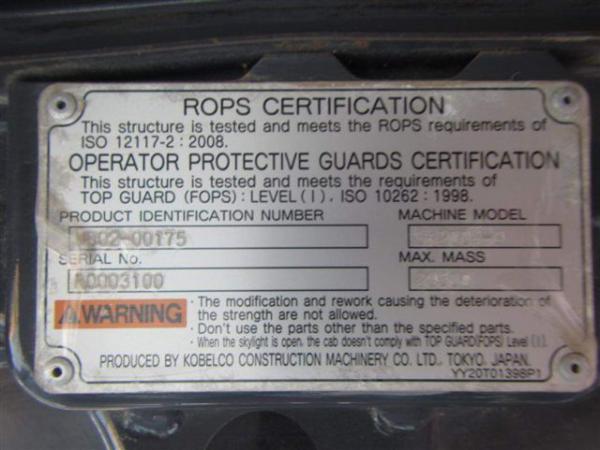 ROPS CERTIFICATION
This structure is tested and meets the ROPS requirements of
ISO 12117-2 : 2008.
OPERATOR PROTECTIVE GUARDS CERTIFICATION
This structure is tested and meets the requirements of
TOP GUARD (FOPS) : LEVEL (I), ISO 10262 : 1998.
PRODUCT IDENTIFICATION NUMBER MACHINE MODEL
SERIAL No. MAX. MASS
A0003100
WARNING
· The modification and rework causing the deterioration of
the strength are not allowed.
· Don't use the parts other than the specified parts.
· When the skylight is open, the cab doesn't comply with TOP GUARD(FOPS) Level (I).
PRODUCED BY KOBELCO CONSTRUCTION MACHINERY CO. LTD., TOKYO, JAPAN.
YY20T01398P1